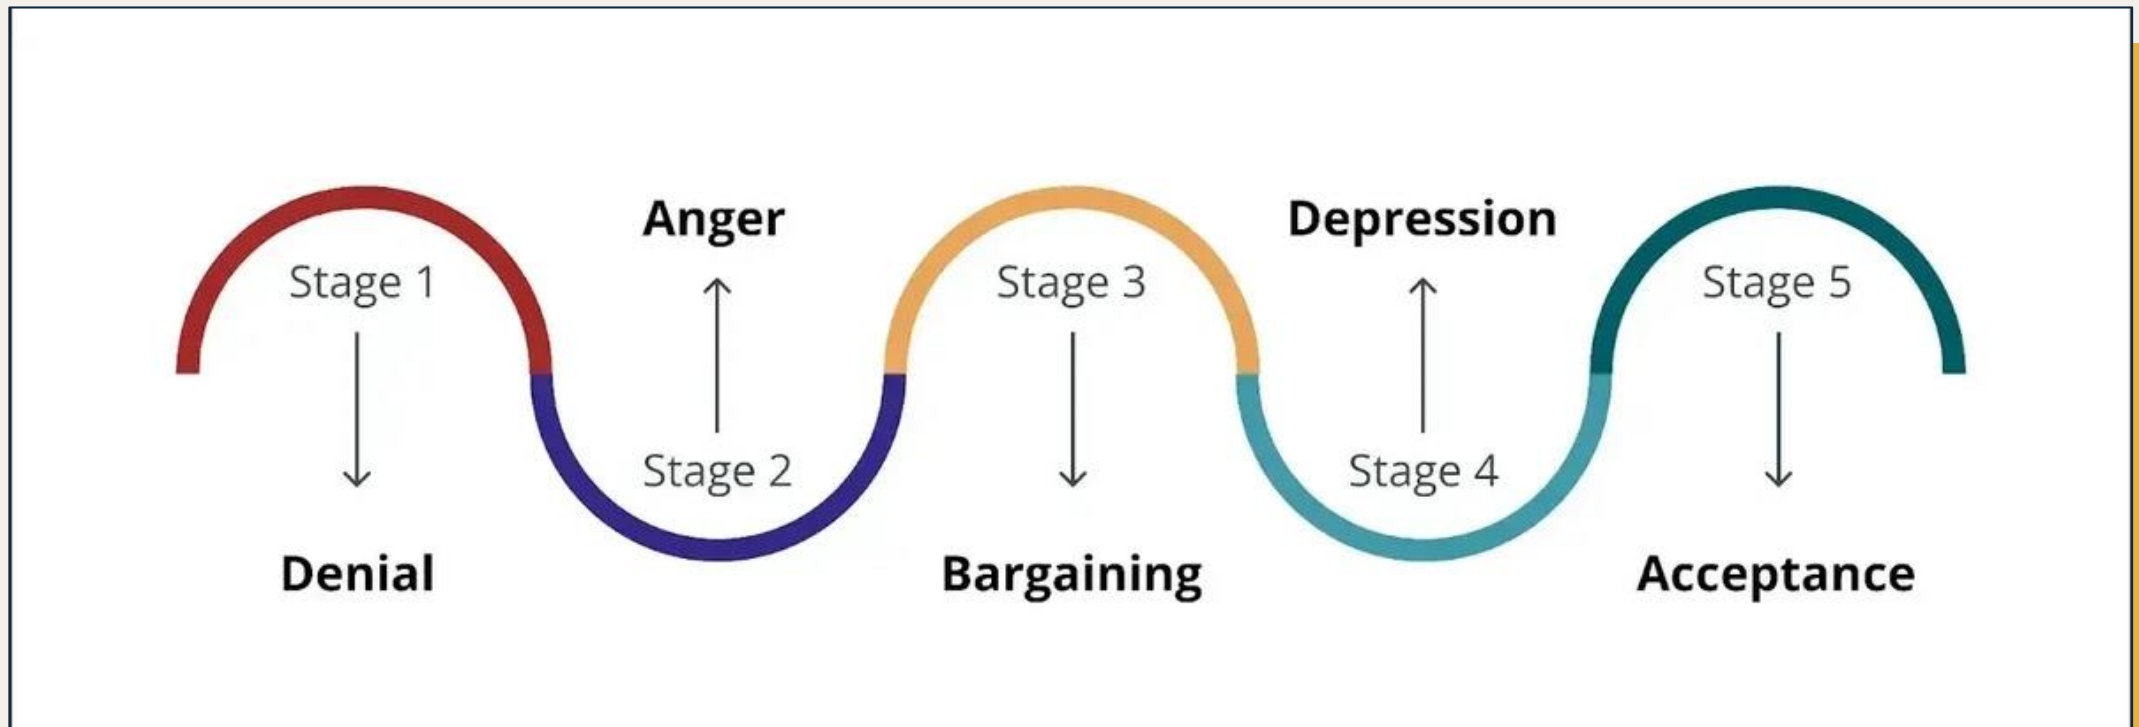 Stage 1
Denial
Anger
Stage 2
Stage 3
Bargaining
Depression
Stage 4
Stage 5
Acceptance